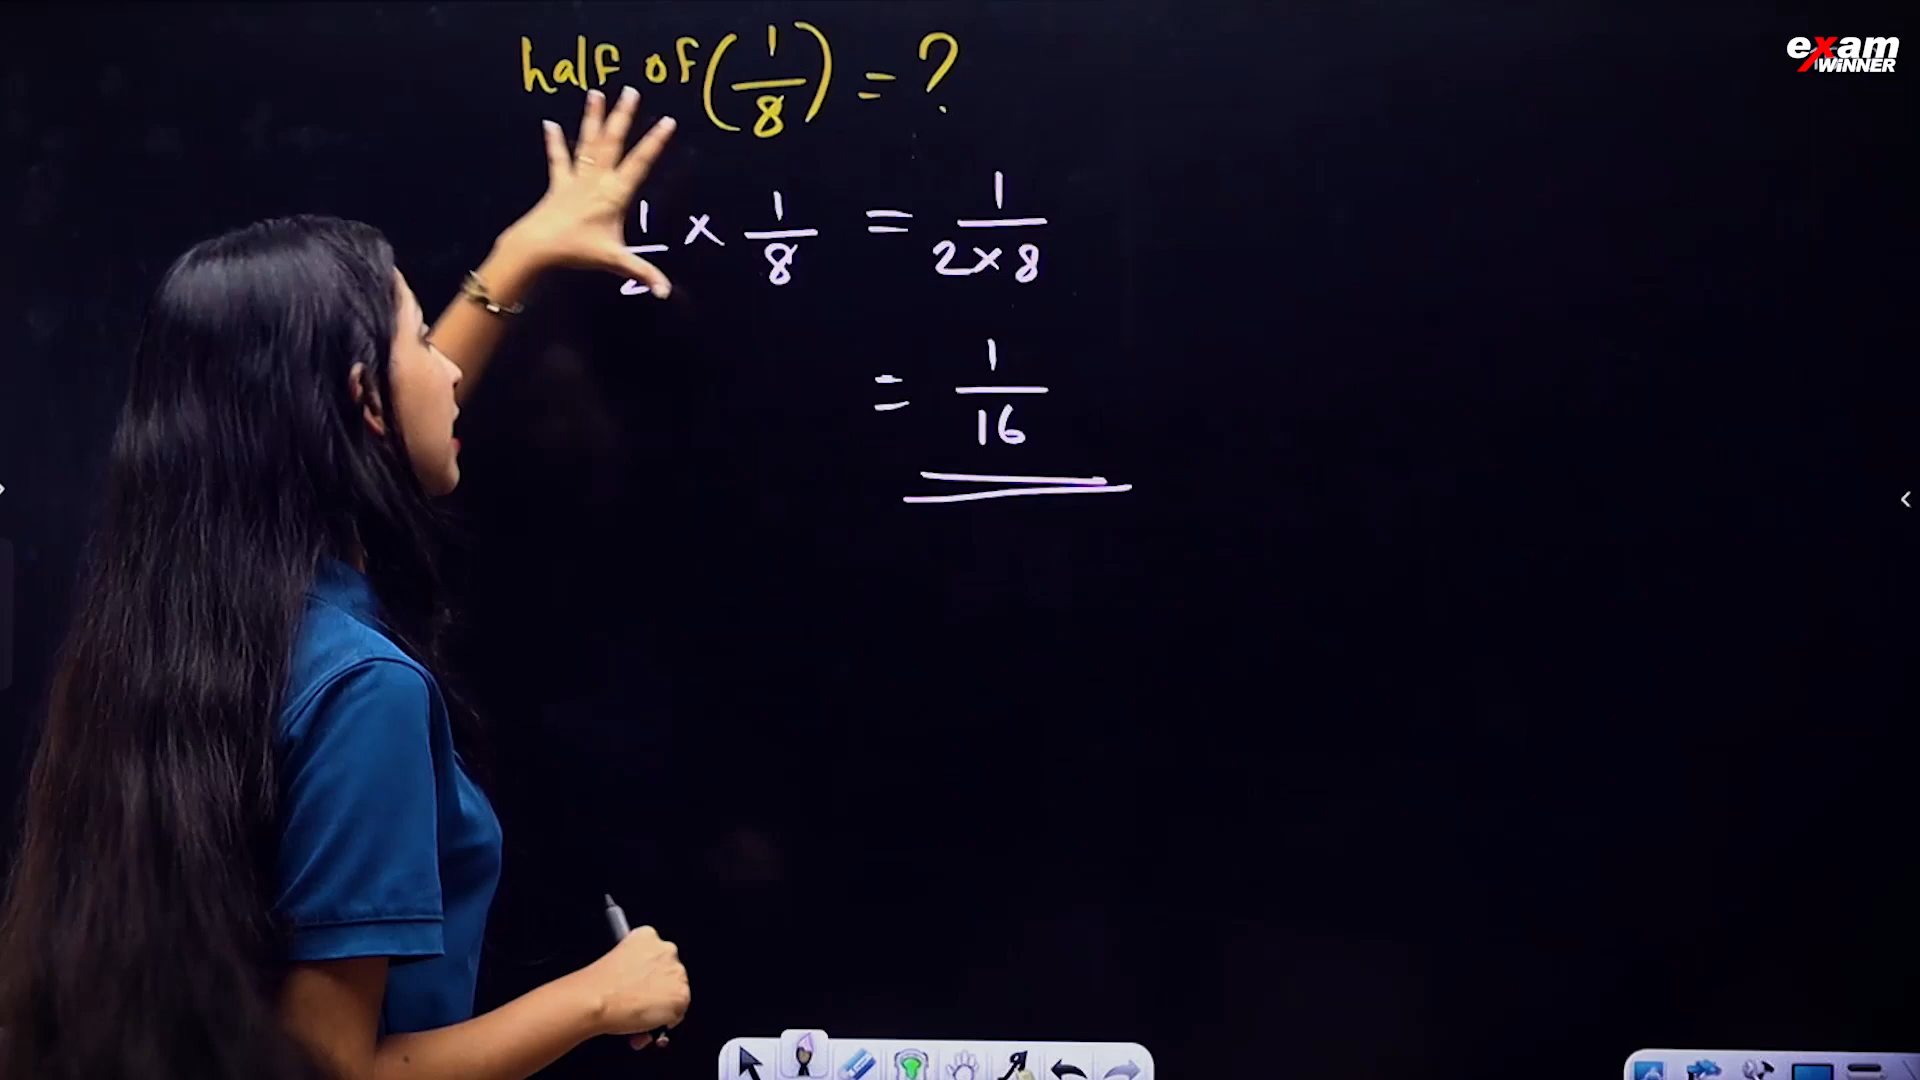 exam
WINNER
half of (1/8) = ?
1/2 × 1/8 = 1/(2×8)
= 1/16